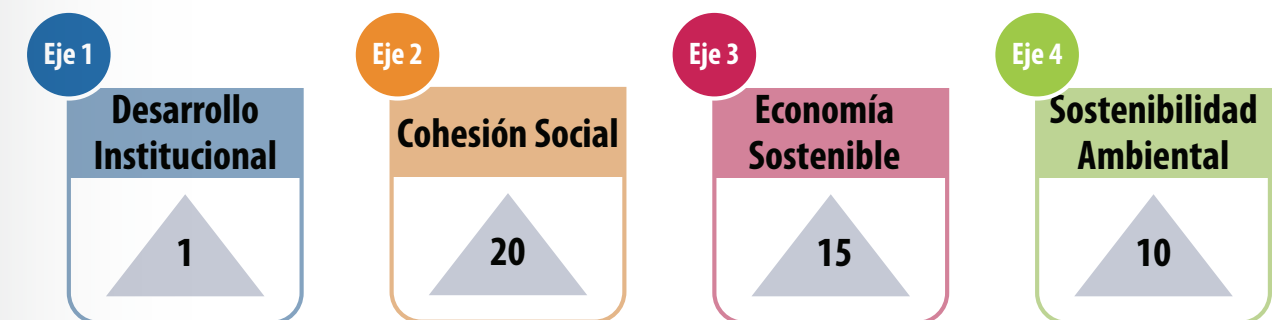 Eje 1
Desarrollo
Institucional
1
Eje 2
Cohesión Social
20
Eje 3
Economía
Sostenible
15
Eje 4
Sostenibilidad
Ambiental
10